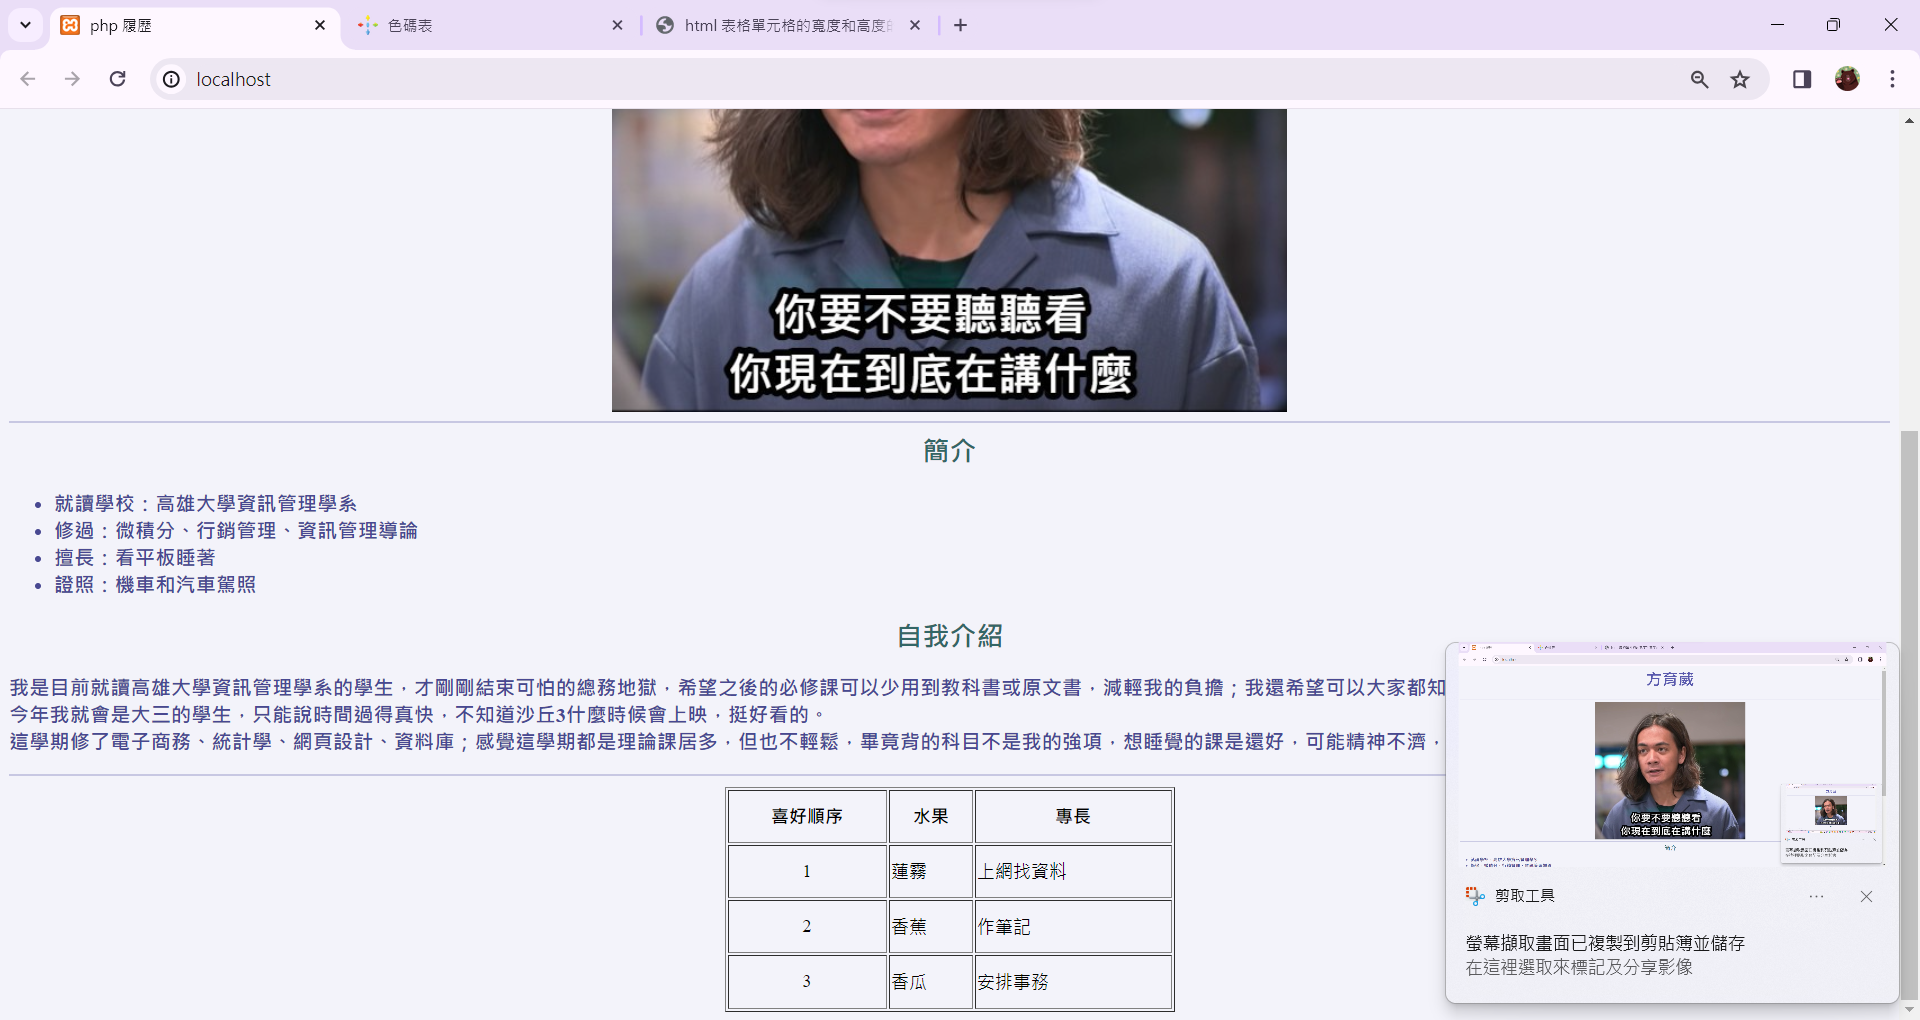 php 履歷
色碼表
html 表格單元格的寬度和高度
localhost
你要不要聽聽看
你現在到底在講什麼
簡介
就讀學校：高雄大學資訊管理學系
修過：微積分、行銷管理、資訊管理導論
擅長：看平板睡著
證照：機車和汽車駕照
自我介紹
我是目前就讀高雄大學資訊管理學系的學生，才剛剛結束可怕的總務地獄，希望之後的必修課可以少用到教科書或原文書，減輕我的負擔；我還希望可以大家都知
今年我就會是大三的學生，只能說時間過得真快，不知道沙丘3什麼時候會上映，挺好看的。
這學期修了電子商務、統計學、網頁設計、資料庫；感覺這學期都是理論課居多，但也不輕鬆，畢竟背的科目不是我的強項，想睡覺的課是還好，可能精神不濟，
喜好順序 水果 專長
1 蓮霧 上網找資料
2 香蕉 作筆記
3 香瓜 安排事務
方育葳
你要不要聽聽看
你現在到底在講什麼
簡介
剪取工具
螢幕擷取畫面已複製到剪貼簿並儲存
在這裡選取來標記及分享影像